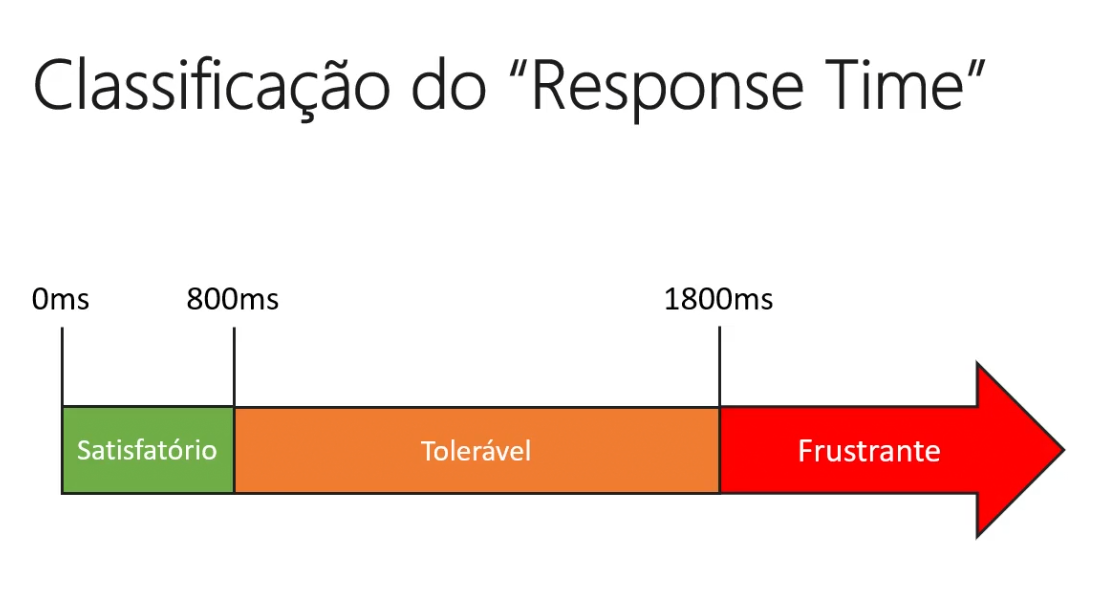 Classificação do “Response Time”
0ms 800ms 1800ms
Satisfatório Tolerável Frustrante